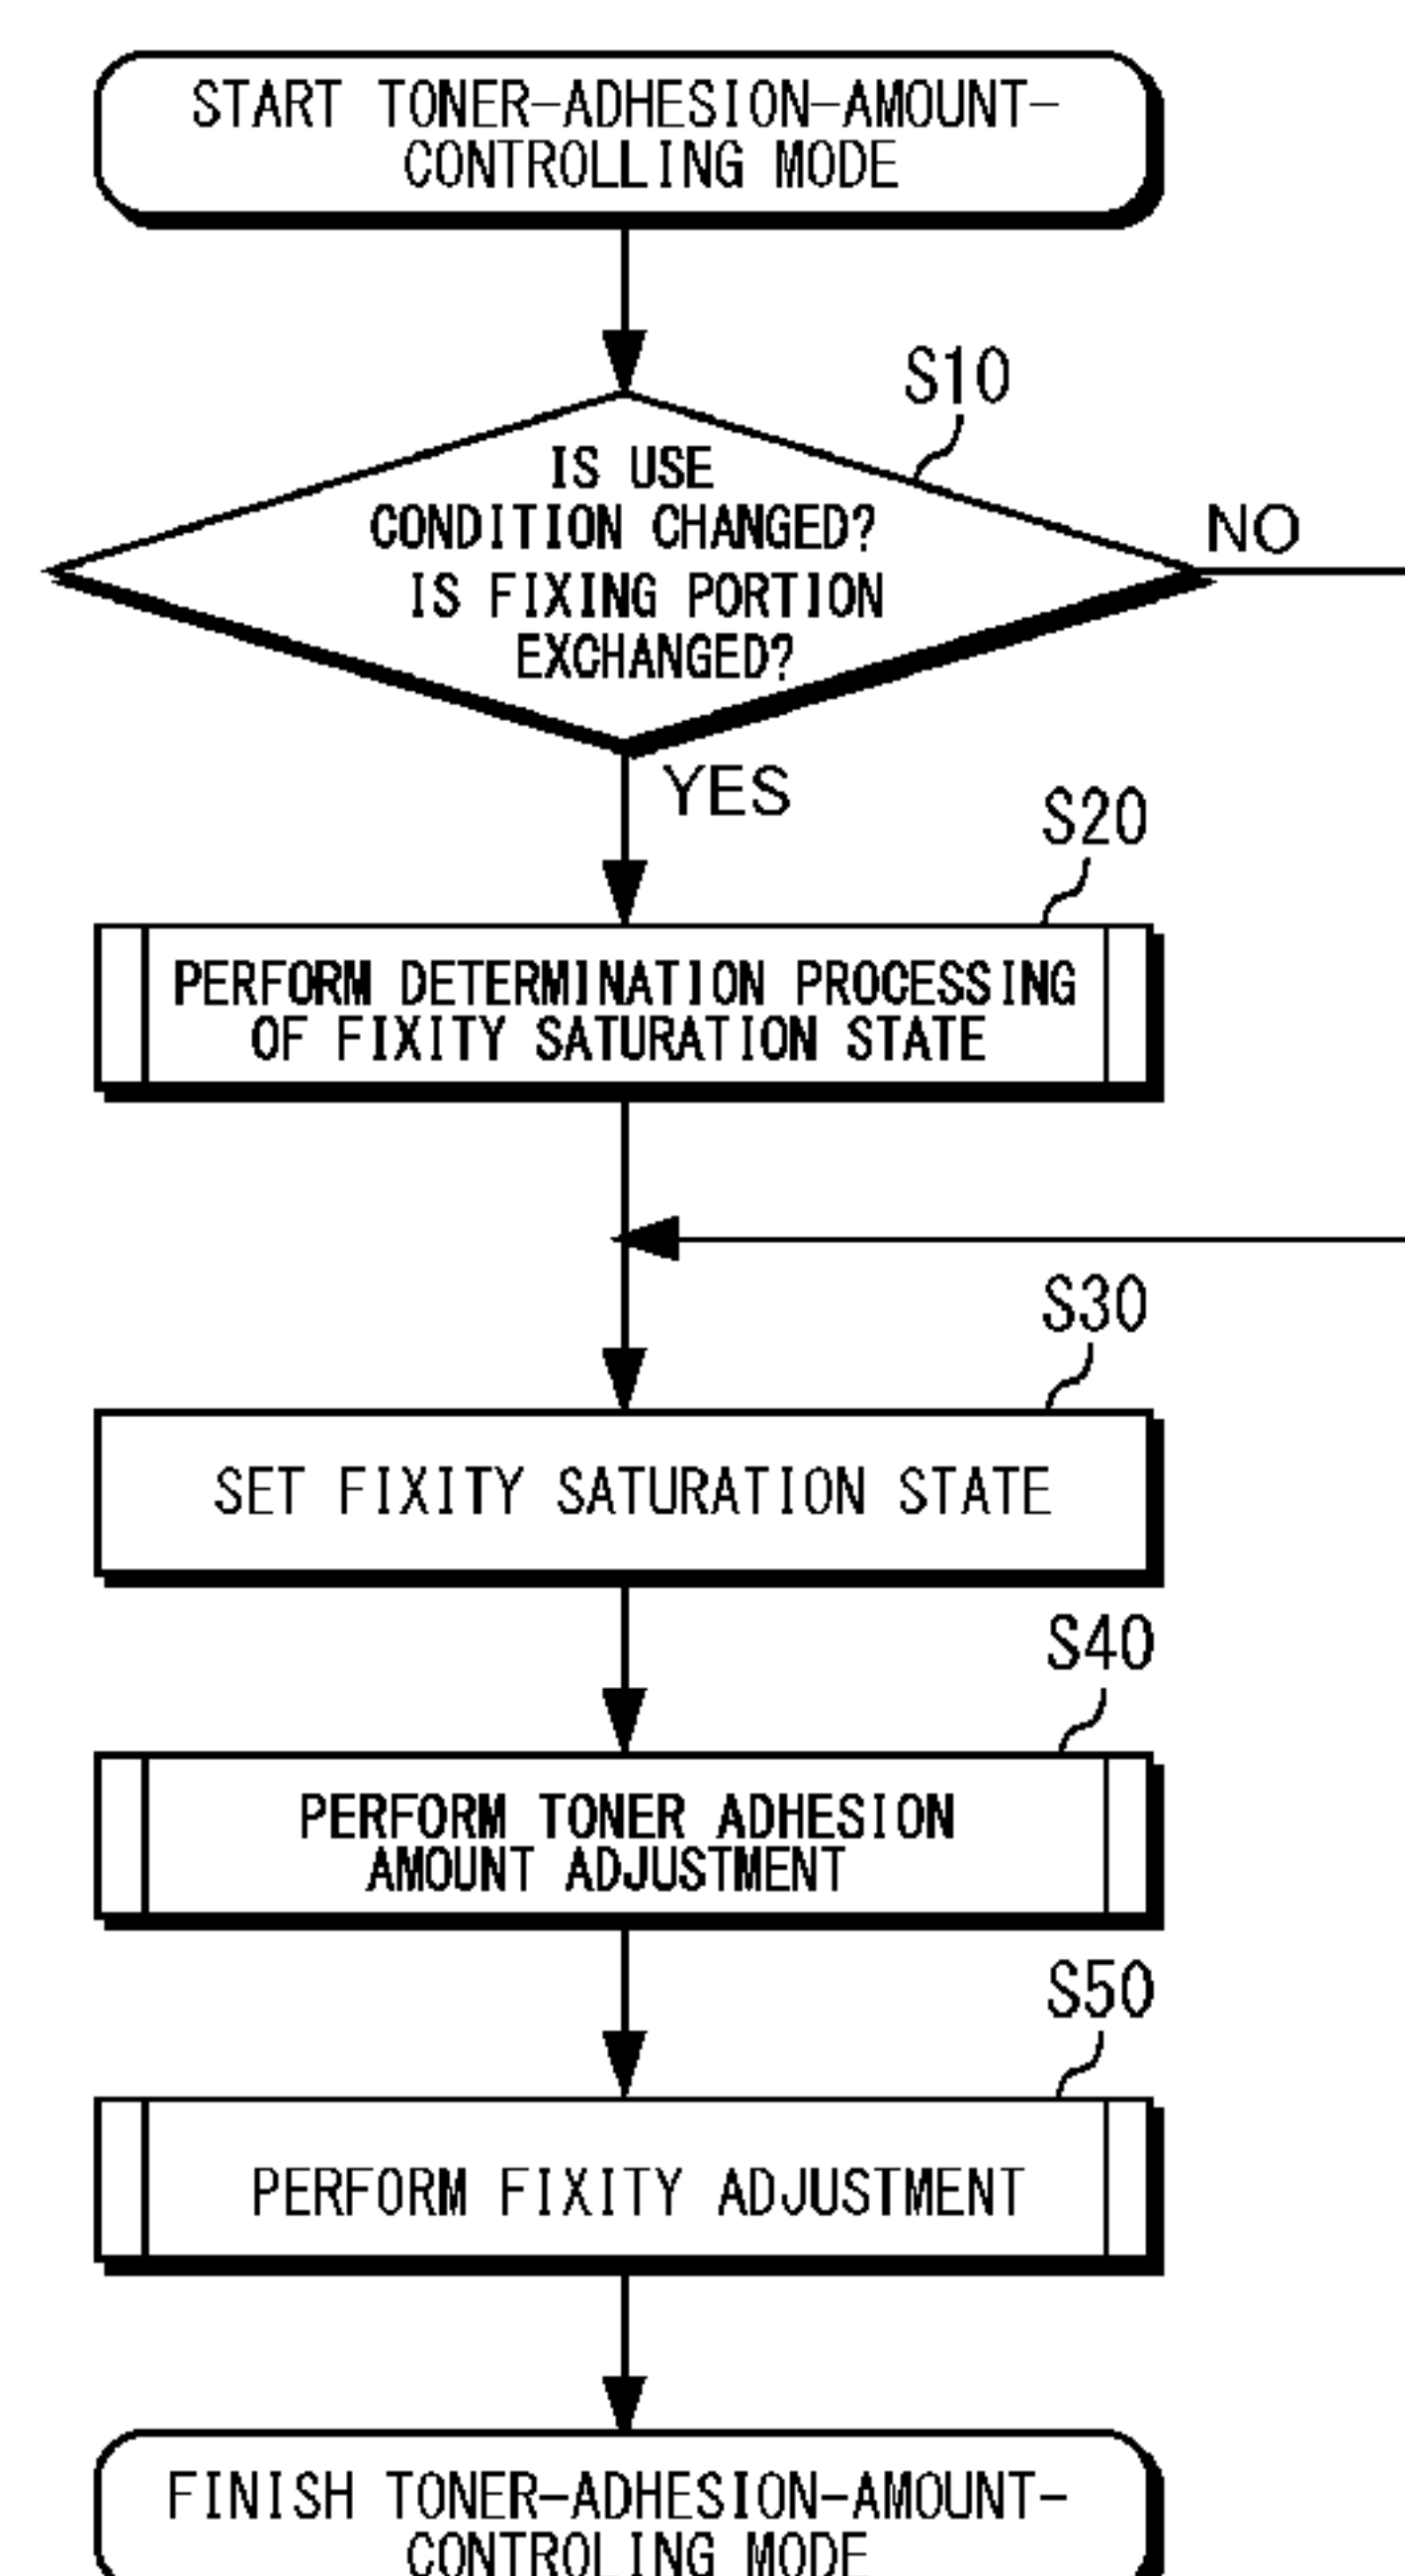 START TONER-ADHESION-AMOUNT-
CONTROLLING MODE
S10
IS USE
CONDITION CHANGED?
IS FIXING PORTION
EXCHANGED?
NO
YES
S20
PERFORM DETERMINATION PROCESSING
OF FIXITY SATURATION STATE
S30
SET FIXITY SATURATION STATE
S40
PERFORM TONER ADHESION
AMOUNT ADJUSTMENT
S50
PERFORM FIXITY ADJUSTMENT
FINISH TONER-ADHESION-AMOUNT-
CONTROLING MODE